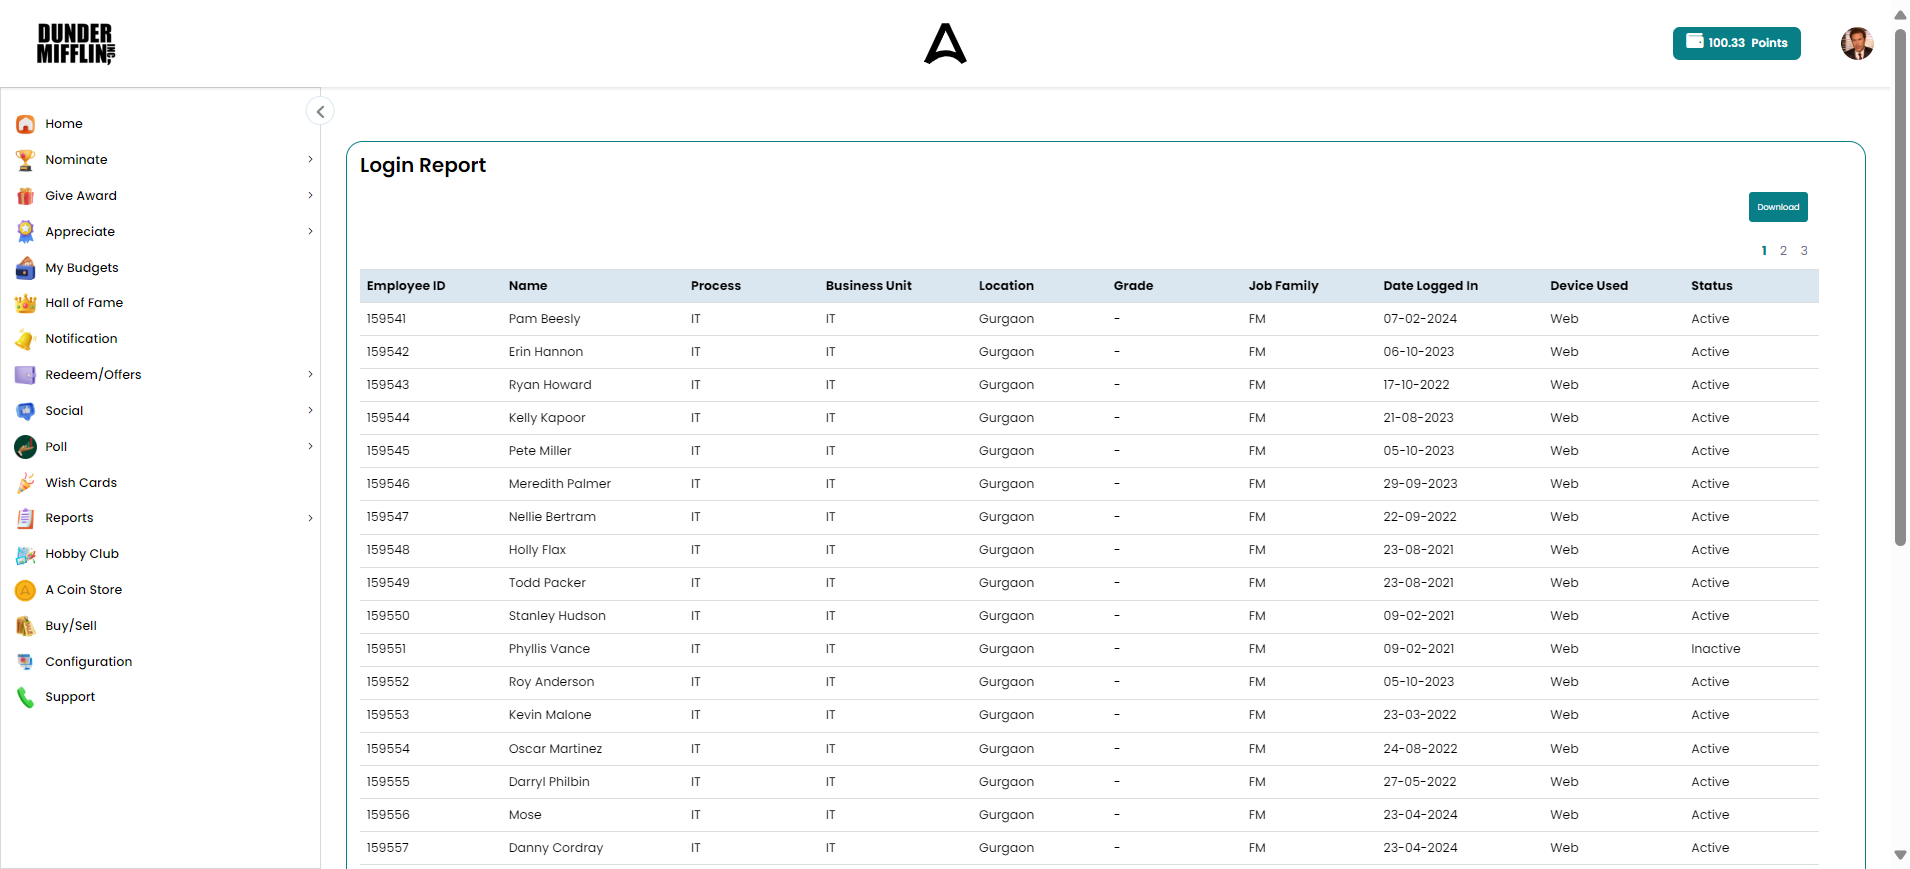 DUNDER
MIFFLIN, INC
100.33 Points
Home
Nominate
Give Award
Appreciate
My Budgets
Hall of Fame
Notification
Redeem/Offers
Social
Poll
Wish Cards
Reports
Hobby Club
A Coin Store
Buy/Sell
Configuration
Support
Login Report
Download
1 2 3
Employee ID Name Process Business Unit Location Grade Job Family Date Logged In Device Used Status
159541 Pam Beesly IT IT Gurgaon - FM 07-02-2024 Web Active
159542 Erin Hannon IT IT Gurgaon - FM 06-10-2023 Web Active
159543 Ryan Howard IT IT Gurgaon - FM 17-10-2022 Web Active
159544 Kelly Kapoor IT IT Gurgaon - FM 21-08-2023 Web Active
159545 Pete Miller IT IT Gurgaon - FM 05-10-2023 Web Active
159546 Meredith Palmer IT IT Gurgaon - FM 29-09-2023 Web Active
159547 Nellie Bertram IT IT Gurgaon - FM 22-09-2022 Web Active
159548 Holly Flax IT IT Gurgaon - FM 23-08-2021 Web Active
159549 Todd Packer IT IT Gurgaon - FM 23-08-2021 Web Active
159550 Stanley Hudson IT IT Gurgaon - FM 09-02-2021 Web Active
159551 Phyllis Vance IT IT Gurgaon - FM 09-02-2021 Web Inactive
159552 Roy Anderson IT IT Gurgaon - FM 05-10-2023 Web Active
159553 Kevin Malone IT IT Gurgaon - FM 23-03-2022 Web Active
159554 Oscar Martinez IT IT Gurgaon - FM 24-08-2022 Web Active
159555 Darryl Philbin IT IT Gurgaon - FM 27-05-2022 Web Active
159556 Mose IT IT Gurgaon - FM 23-04-2024 Web Active
159557 Danny Cordray IT IT Gurgaon - FM 23-04-2024 Web Active